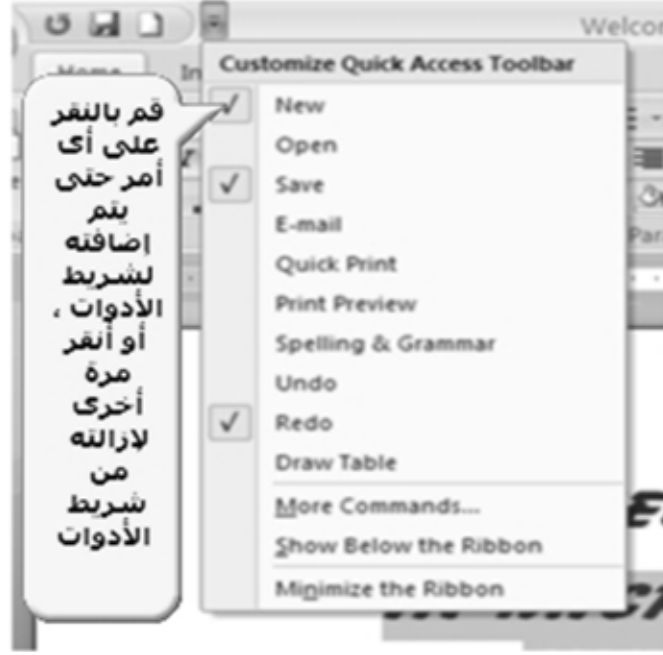 Welcom
Home
In
Customize Quick Access Toolbar
New
Open
Save
E-mail
Quick Print
Print Preview
Spelling & Grammar
Undo
Redo
Draw Table
More Commands...
Show Below the Ribbon
Minimize the Ribbon
Par
قم بالنقر
على أى
أمر حتى
يتم
إضافته
لشريط
الأدوات ،
أو أنقر
مرة
أخرى
لإزالته
من
شريط
الأدوات